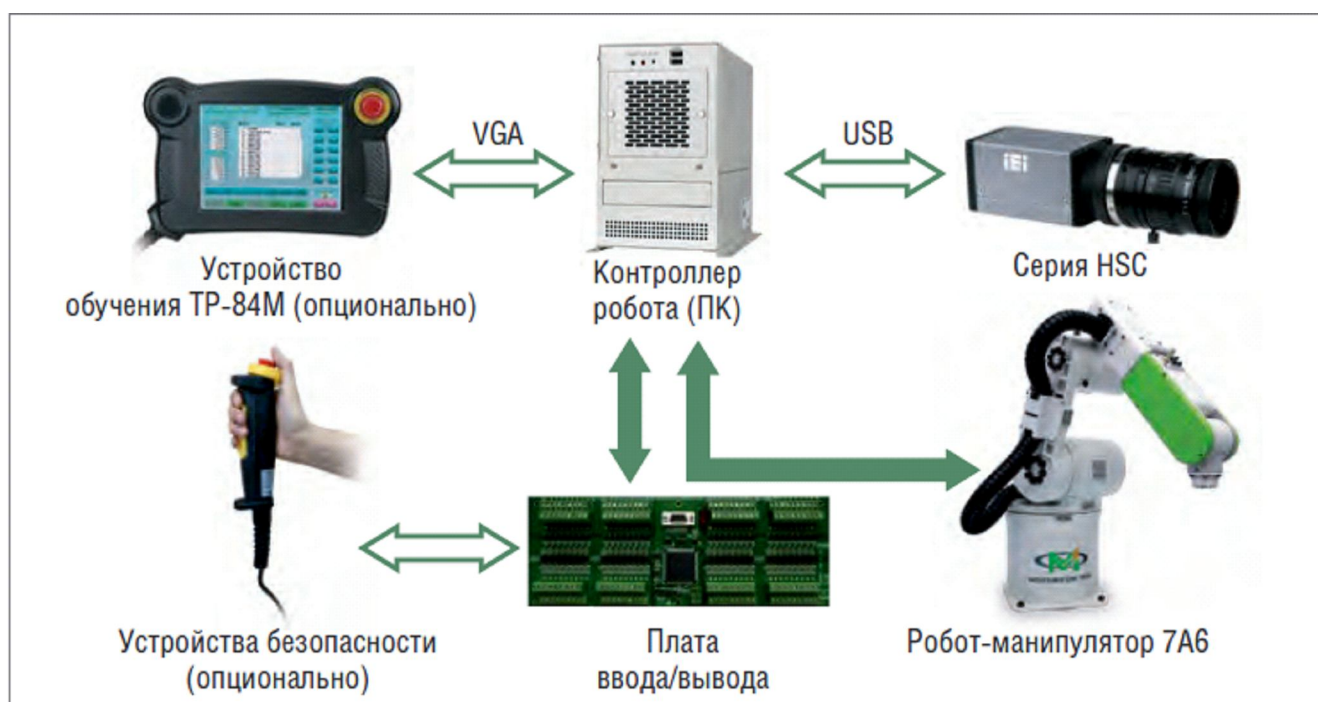 VGA
USB
iEi
Устройство
обучения TP-84M (опционально)
Контроллер
робота (ПК)
Серия HSC
Устройства безопасности
(опционально)
Плата
ввода/вывода
Робот-манипулятор 7A6